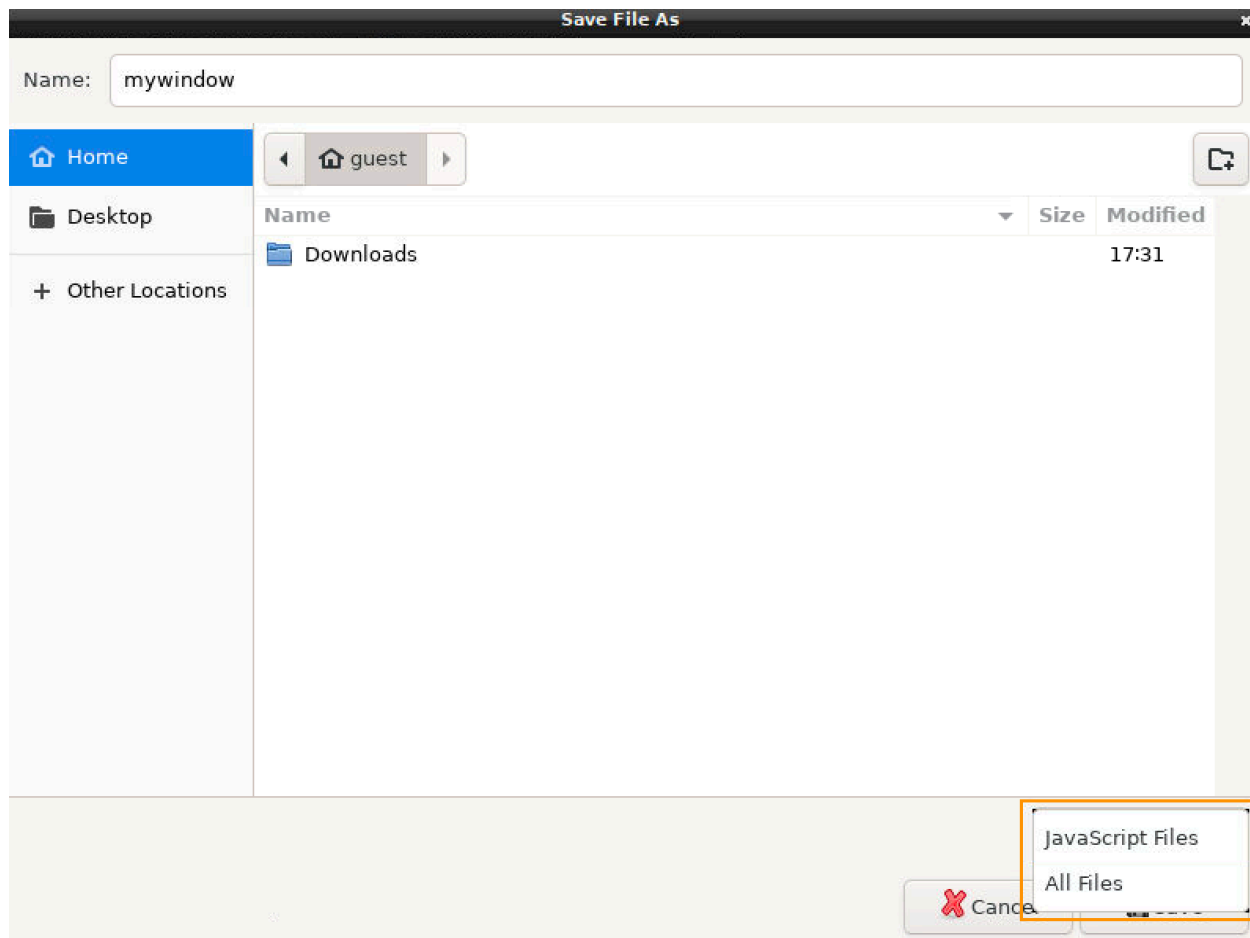 Save File As
Name: mywindow
Home
guest
Desktop
Name Size Modified
Downloads 17:31
Other Locations
JavaScript Files
All Files